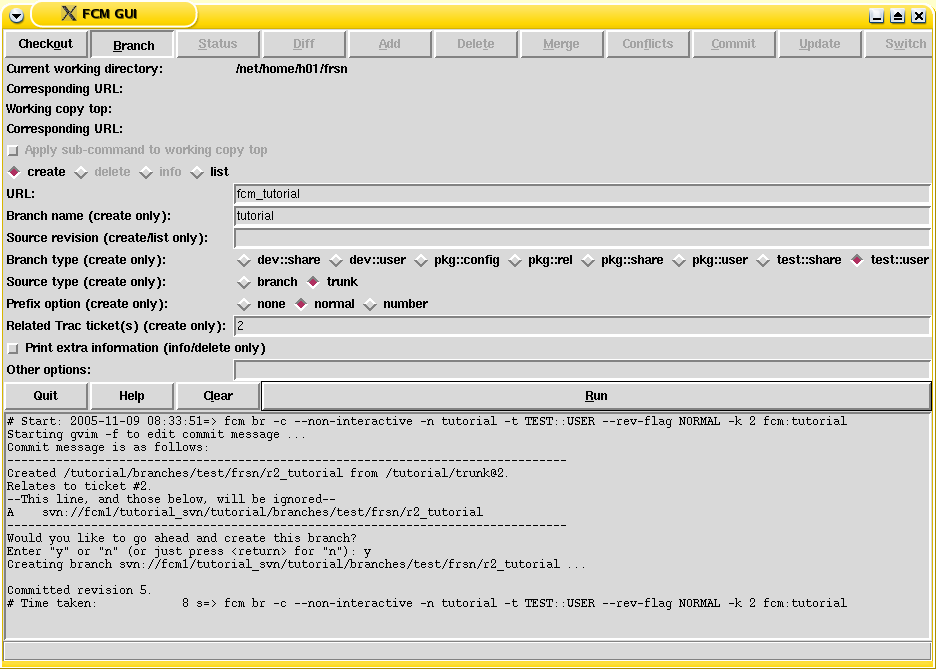 FCM GUI
Checkout Branch Status Diff Add Delete Merge Conflicts Commit Update Switch
Current working directory: /net/home/h01/frsn
Corresponding URL:
Working copy top:
Corresponding URL:
Apply sub-command to working copy top
create delete info list
URL: fcm_tutorial
Branch name (create only): tutorial
Source revision (create/list only):
Branch type (create only): dev::share dev::user pkg::config pkg::rel pkg::share pkg::user test::share test::user
Source type (create only): branch trunk
Prefix option (create only): none normal number
Related Trac ticket(s) (create only): 2
Print extra information (info/delete only)
Other options:
Quit Help Clear Run
# Start: 2005-11-09 08:33:51=> fcm br -c --non-interactive -n tutorial -t TEST::USER --rev-flag NORMAL -k 2 fcm:tutorial
Starting gvim -f to edit commit message ...
Commit message is as follows:
--------------------------------------------------------------------------------
Created /tutorial/branches/test/frsn/r2_tutorial from /tutorial/trunk@2.
Relates to ticket #2.
--This line, and those below, will be ignored--
A    svn://fcm1/tutorial_svn/tutorial/branches/test/frsn/r2_tutorial
--------------------------------------------------------------------------------
Would you like to go ahead and create this branch?
Enter "y" or "n" (or just press <return> for "n"): y
Creating branch svn://fcm1/tutorial_svn/tutorial/branches/test/frsn/r2_tutorial ...
Committed revision 5.
# Time taken:            8 s=> fcm br -c --non-interactive -n tutorial -t TEST::USER --rev-flag NORMAL -k 2 fcm:tutorial